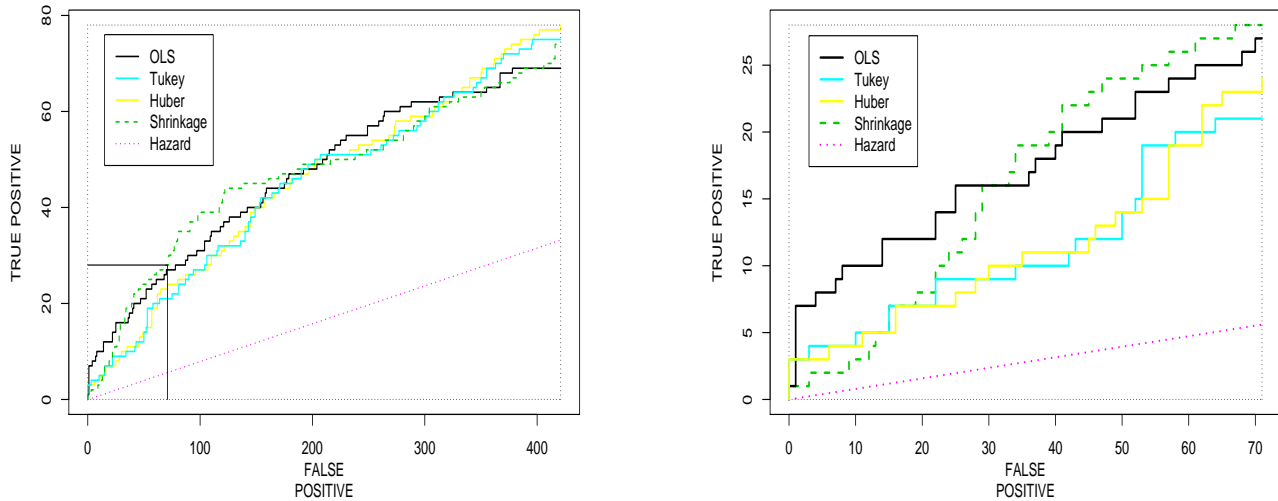 80
60
40
20
0
TRUE POSITIVE
OLS
Tukey
Huber
Shrinkage
Hazard
0 100 200 300 400
FALSE
POSITIVE
25
20
15
10
5
0
TRUE POSITIVE
OLS
Tukey
Huber
Shrinkage
Hazard
0 10 20 30 40 50 60 70
FALSE
POSITIVE